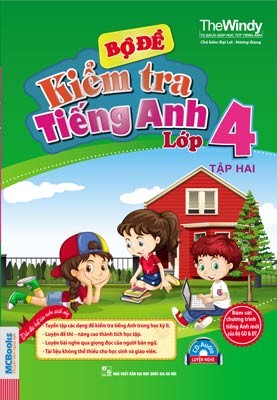 TheWindy
TỦ SÁCH GIÚP HỌC TỐT TIẾNG ANH
Chủ biên: Đại Lợi - Hương Giang
BỘ ĐỀ
Kiểm tra
Tiếng Anh
Lớp 4
TẬP HAI
Tuyển tập các dạng đề kiểm tra tiếng Anh trong học kỳ II.
Luyện đề thi – nâng cao thành tích học tập.
Luyện bài nghe qua giọng đọc của người bản ngữ.
Tài liệu không thể thiếu cho học sinh và giáo viên.
CD-Audio
LUYỆN NGHE
Bám sát
chương trình
tiếng Anh mới
của Bộ GD & ĐT
MCBooks
NHÀ XUẤT BẢN ĐẠI HỌC QUỐC GIA HÀ NỘI